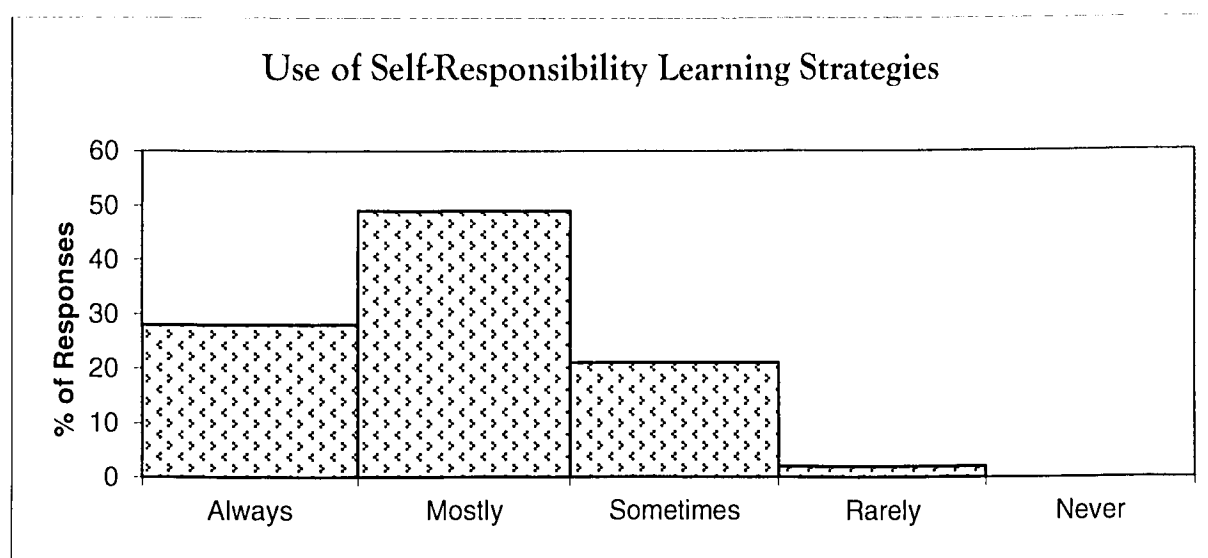 Use of Self-Responsibility Learning Strategies
60
50
40
30
20
10
0
% of Responses
Always Mostly Sometimes Rarely Never